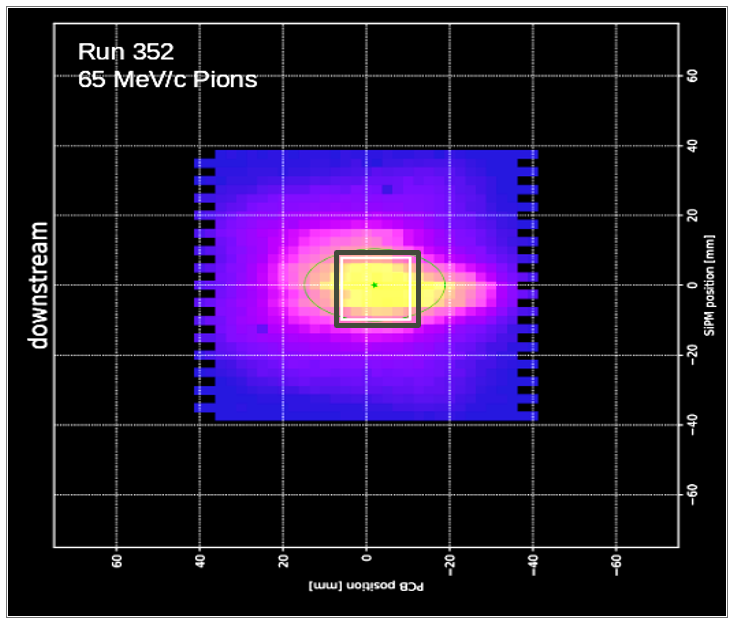 Run 352
65 MeV/c Pions
downstream
60
40
20
0
−20
−40
−60
SiPM position [mm]
60
40
20
0
−20
−40
−60
PCB position [mm]